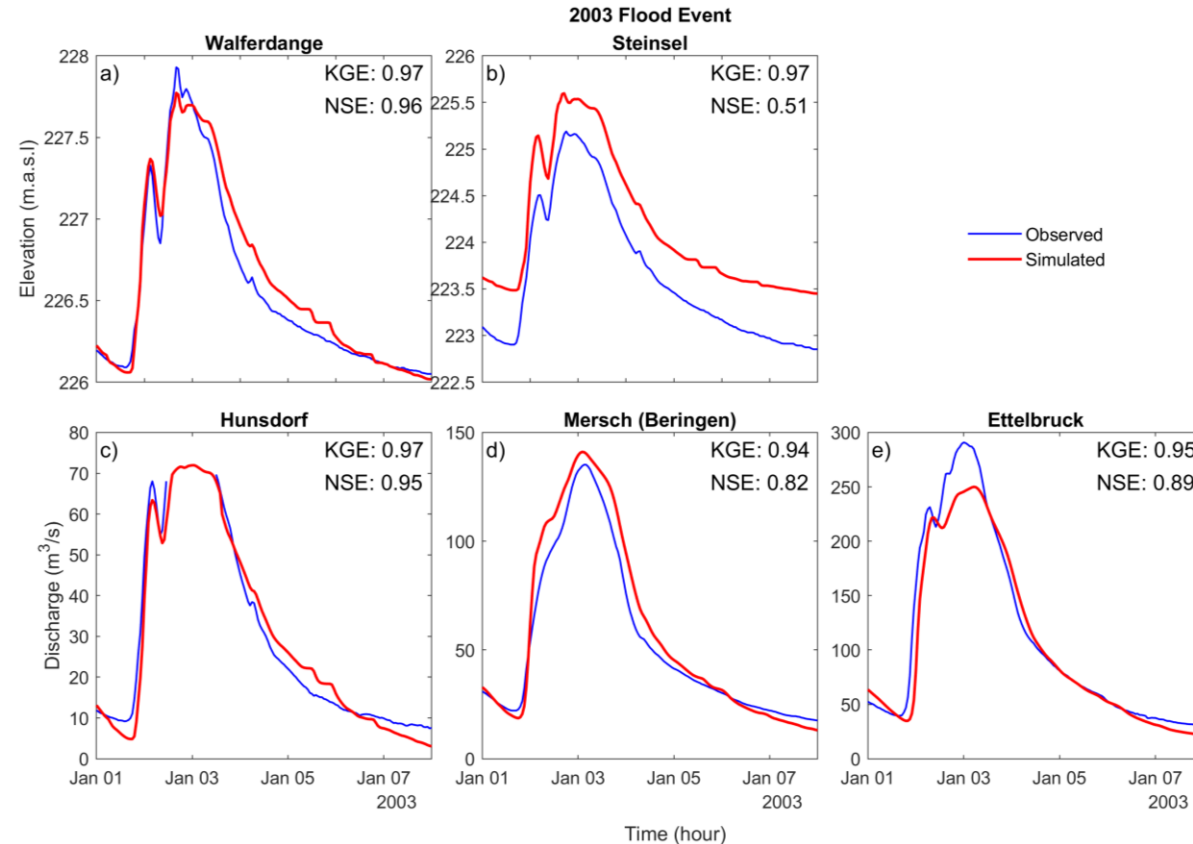 2003 Flood Event
Walferdange
Steinsel
a)
KGE: 0.97
NSE: 0.96
228
227.5
227
226.5
226
Elevation (m.a.s.l)
b)
KGE: 0.97
NSE: 0.51
226
225.5
225
224.5
224
223.5
223
222.5
Observed
Simulated
Hunsdorf
Mersch (Beringen)
Ettelbruck
c)
KGE: 0.97
NSE: 0.95
80
70
60
50
40
30
20
10
0
Discharge (m³/s)
Jan 01 Jan 03 Jan 05 Jan 07
2003
d)
KGE: 0.94
NSE: 0.82
150
100
50
0
Jan 01 Jan 03 Jan 05 Jan 07
2003
e)
KGE: 0.95
NSE: 0.89
300
250
200
150
100
50
0
Jan 01 Jan 03 Jan 05 Jan 07
2003
Time (hour)